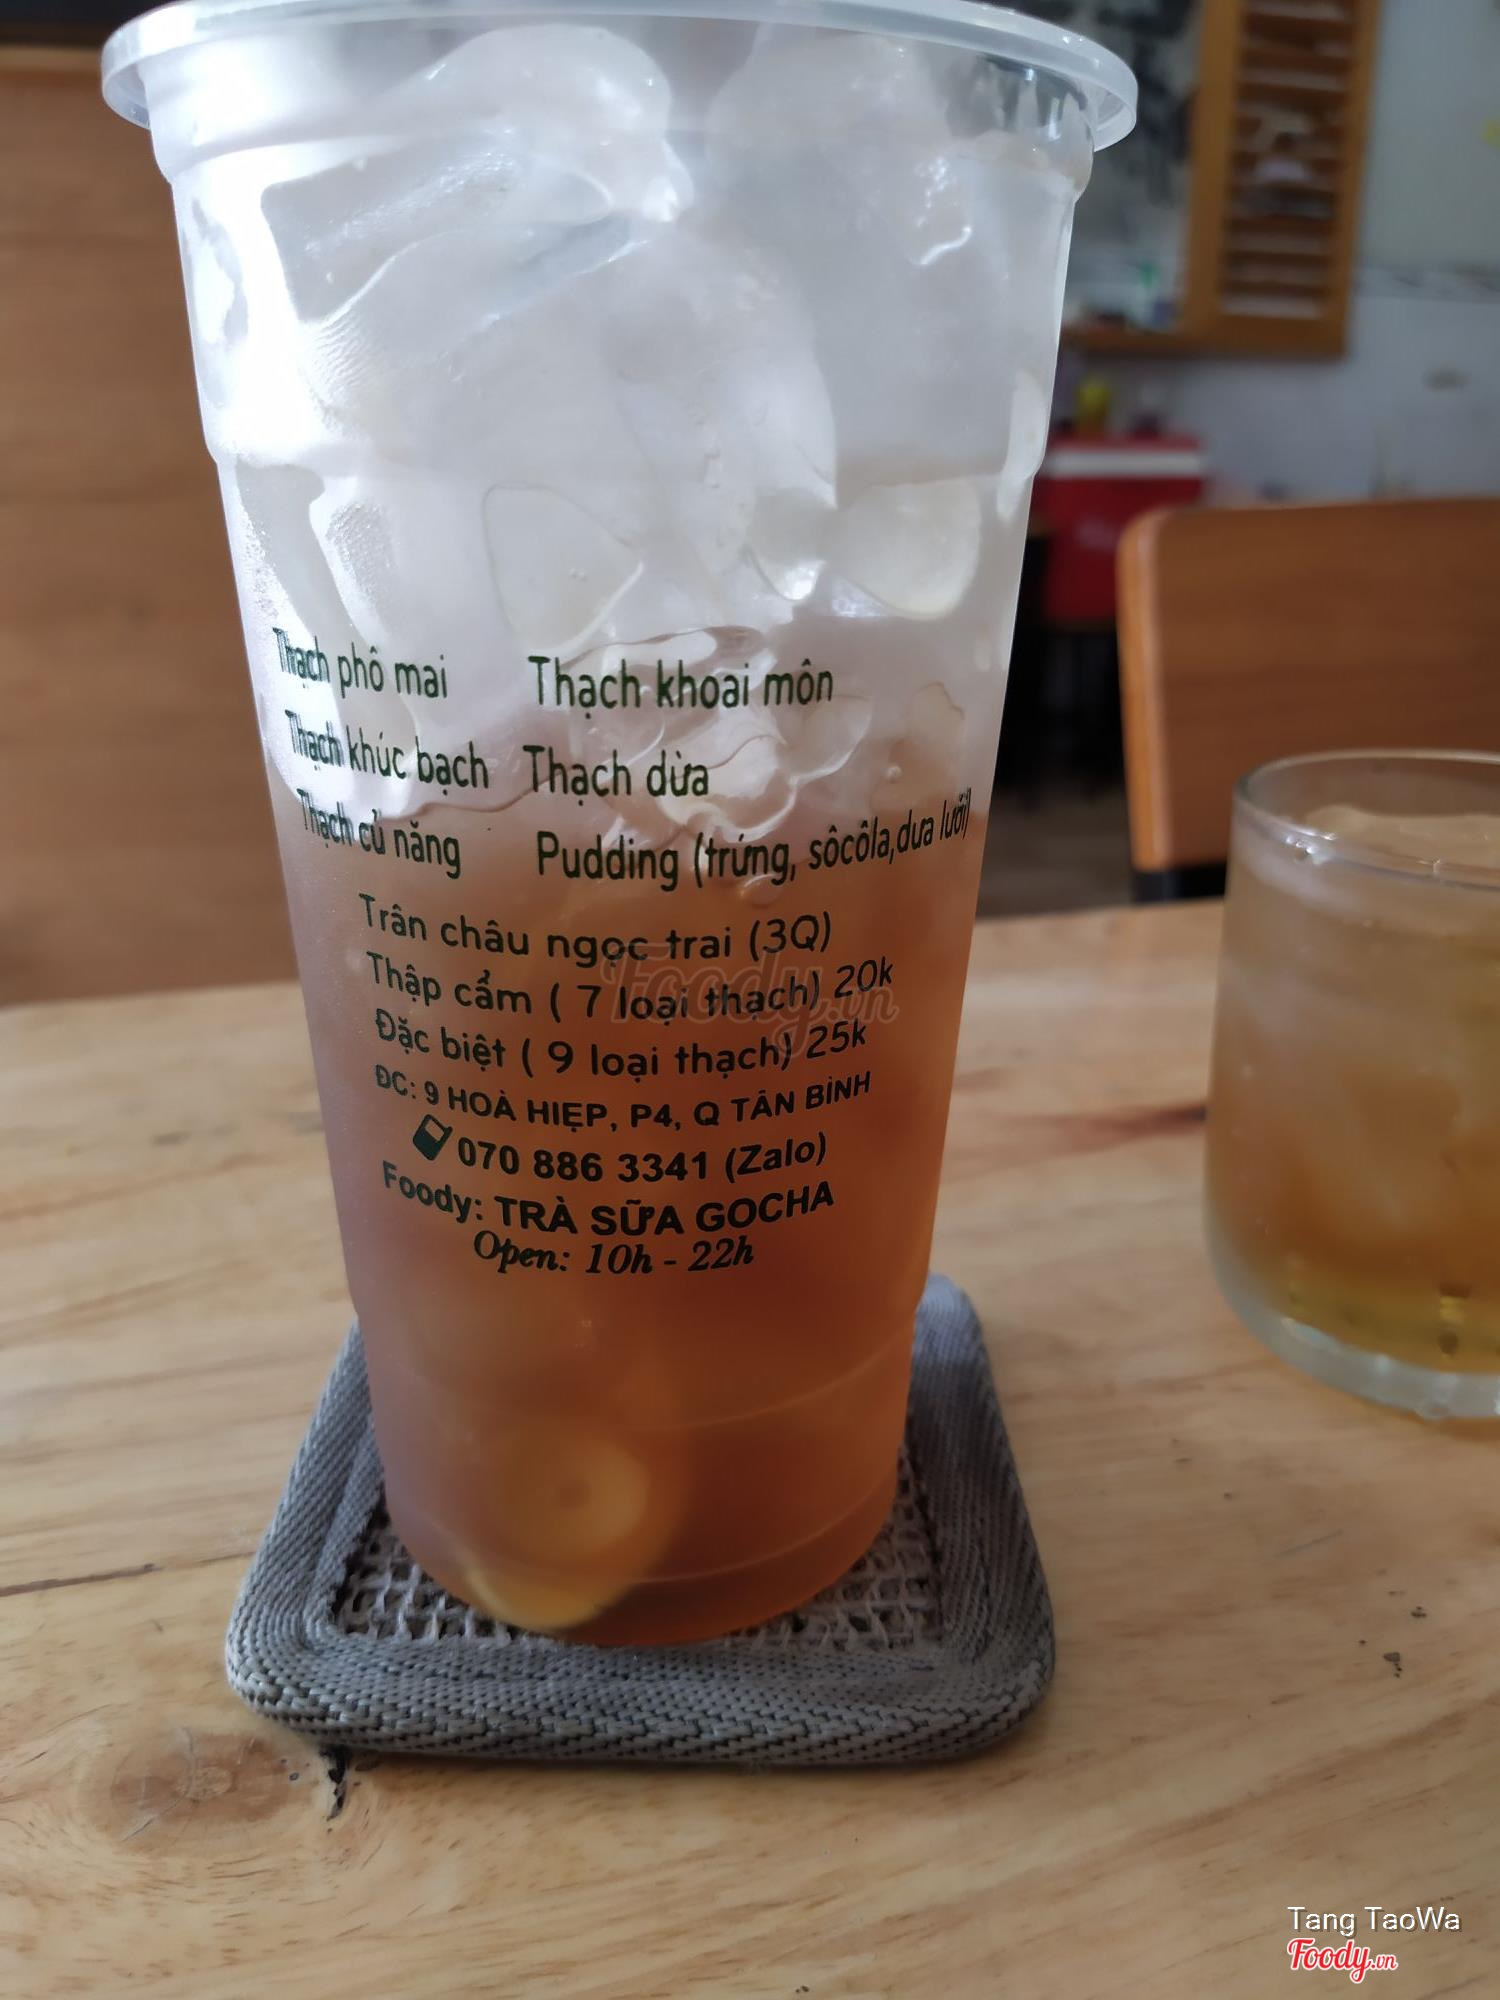 Thạch phô mai Thạch khoai môn
Thạch khúc bạch Thạch dừa
Thạch củ năng Pudding (trứng, sôcôla,dưa lưới)
Trân châu ngọc trai (3Q)
Thập cẩm ( 7 loại thạch) 20k
Đặc biệt ( 9 loại thạch) 25k
ĐC: 9 HOÀ HIỆP, P4, Q TÂN BÌNH
070 886 3341 (Zalo)
Foody: TRÀ SỮA GOCHA
Open: 10h - 22h
Foody.vn
Tang TaoWa
Foody.vn